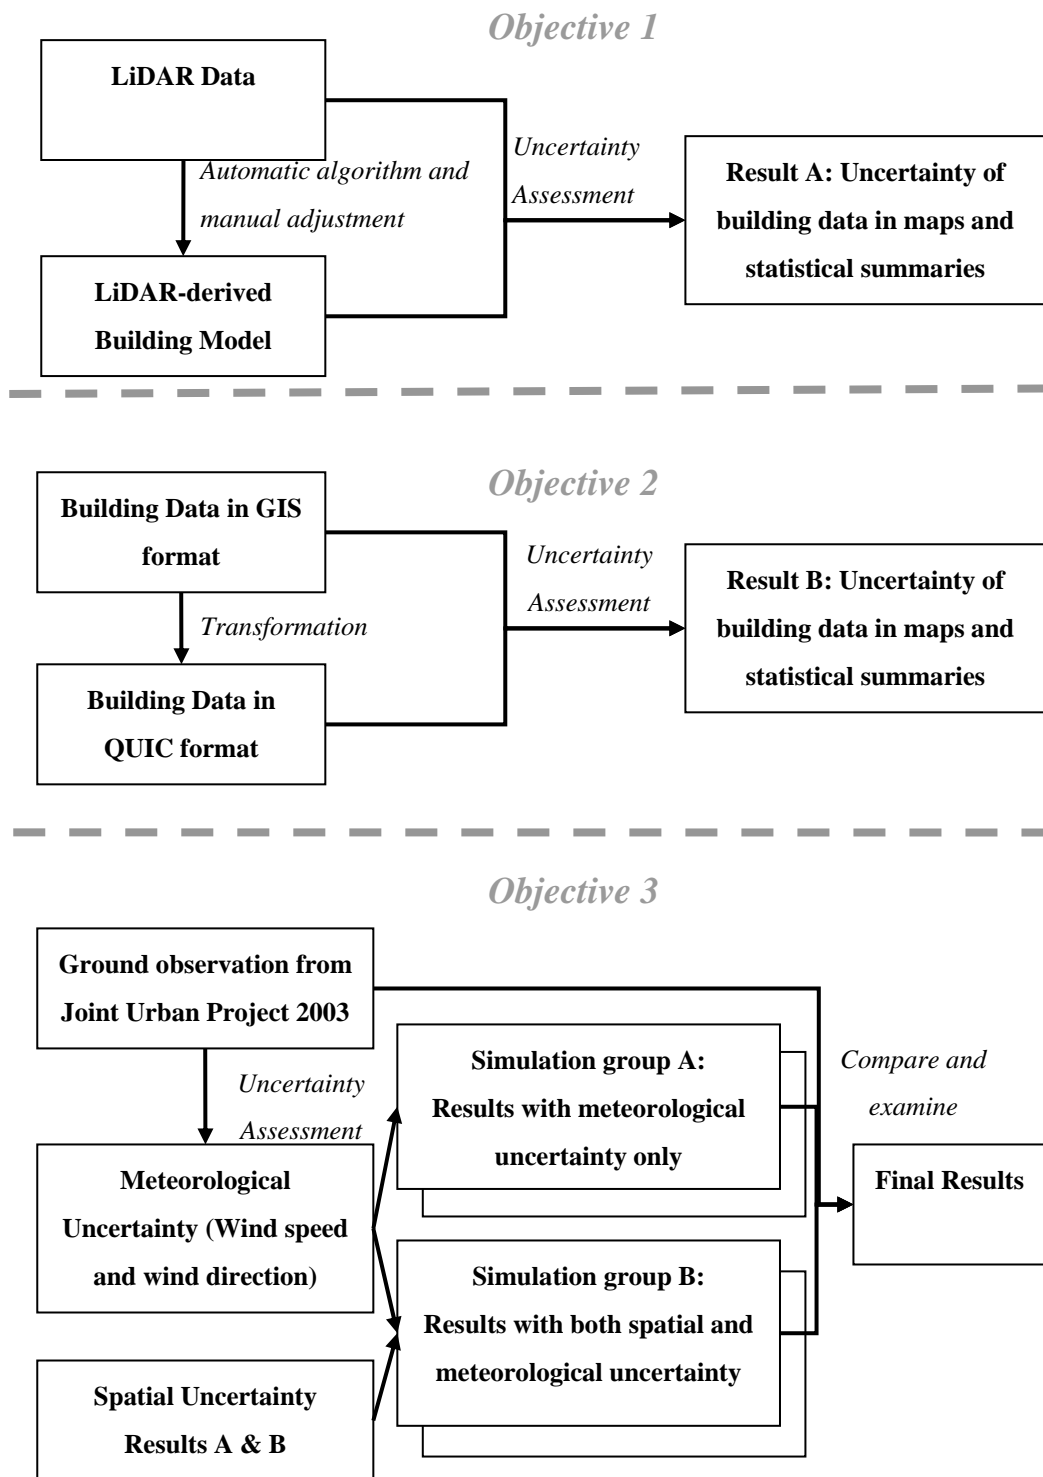 Objective 1
LiDAR Data
Automatic algorithm and
manual adjustment
LiDAR-derived
Building Model
Uncertainty
Assessment
Result A: Uncertainty of
building data in maps and
statistical summaries
Objective 2
Building Data in GIS
format
Transformation
Building Data in
QUIC format
Uncertainty
Assessment
Result B: Uncertainty of
building data in maps and
statistical summaries
Objective 3
Ground observation from
Joint Urban Project 2003
Uncertainty
Assessment
Meteorological
Uncertainty (Wind speed
and wind direction)
Spatial Uncertainty
Results A & B
Simulation group A:
Results with meteorological
uncertainty only
Simulation group B:
Results with both spatial and
meteorological uncertainty
Compare and
examine
Final Results